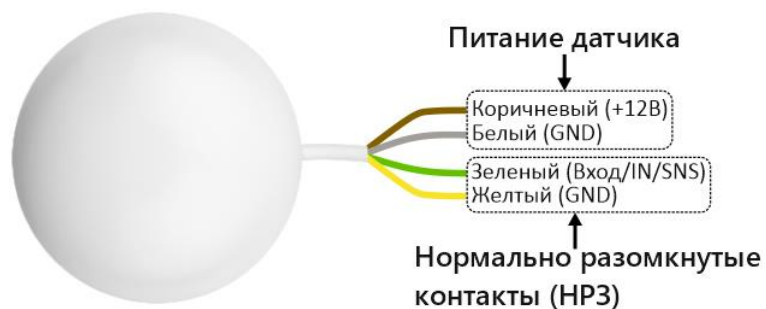 Питание датчика
Коричневый (+12В)
Белый (GND)
Зеленый (Вход/IN/SNS)
Желтый (GND)
Нормально разомкнутые
контакты (НРЗ)